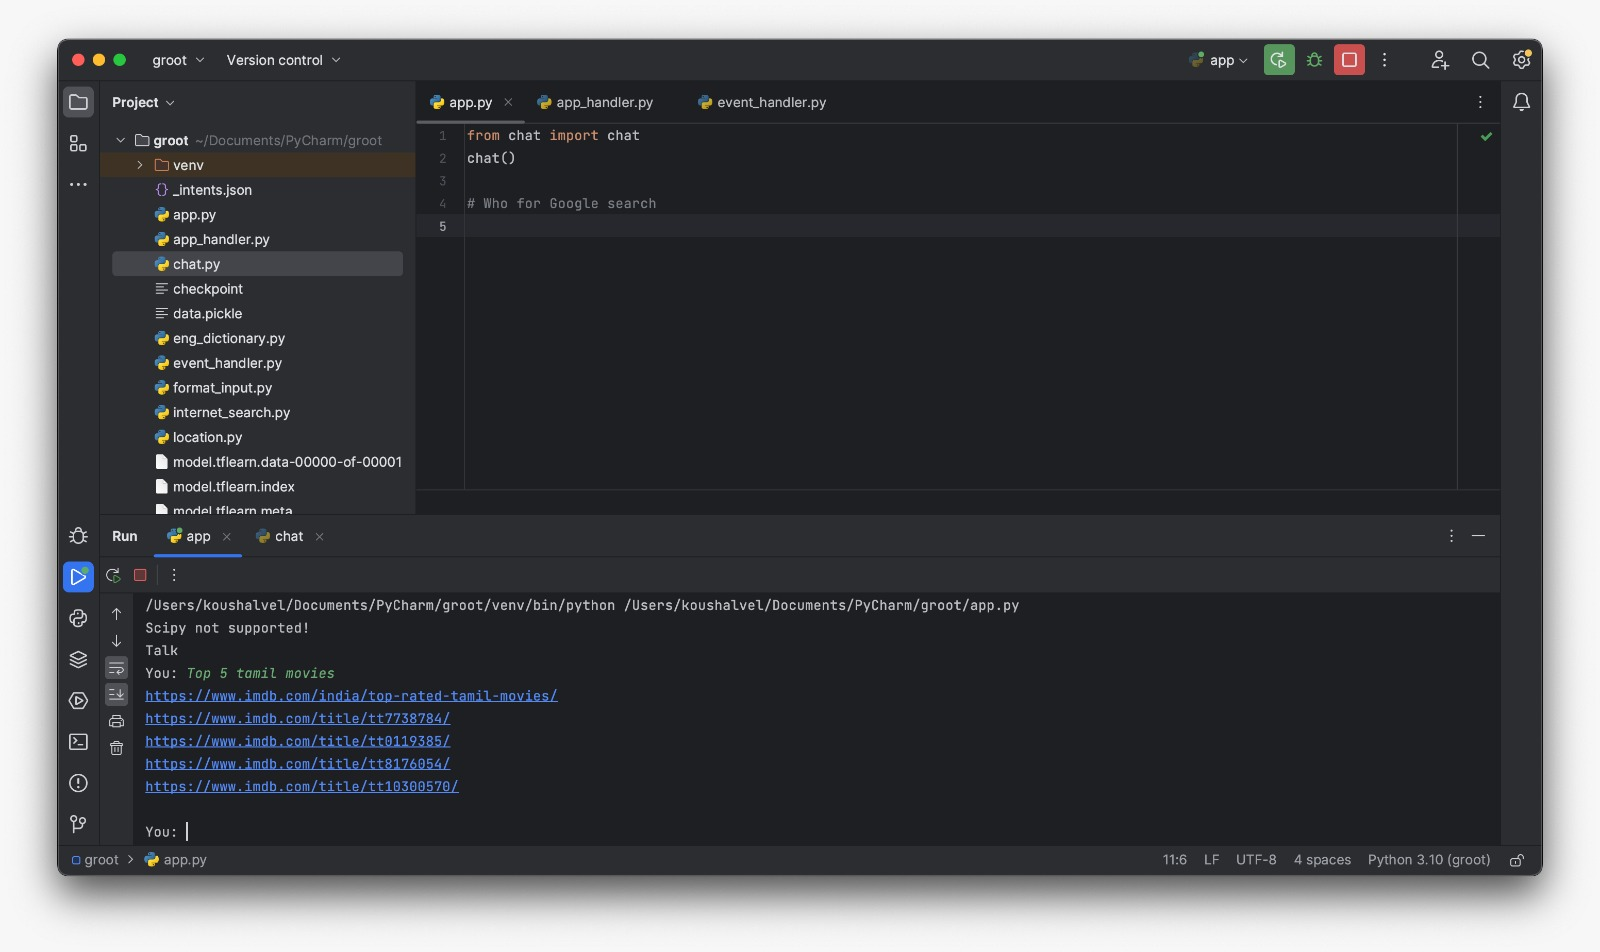 groot
Version control
app
Project
app.py
app_handler.py
event_handler.py
groot ~/Documents/PyCharm/groot
venv
_intents.json
app.py
app_handler.py
chat.py
checkpoint
data.pickle
eng_dictionary.py
event_handler.py
format_input.py
internet_search.py
location.py
model.tflearn.data-00000-of-00001
model.tflearn.index
model.tflearn.meta
1 from chat import chat
2 chat()
3
4 # Who for Google search
5
Run
app
chat
/Users/koushalvel/Documents/PyCharm/groot/venv/bin/python /Users/koushalvel/Documents/PyCharm/groot/app.py
Scipy not supported!
Talk
You: Top 5 tamil movies
https://www.imdb.com/india/top-rated-tamil-movies/
https://www.imdb.com/title/tt7738784/
https://www.imdb.com/title/tt0119385/
https://www.imdb.com/title/tt8176054/
https://www.imdb.com/title/tt10300570/
You:
groot > app.py
11:6 LF UTF-8 4 spaces Python 3.10 (groot)